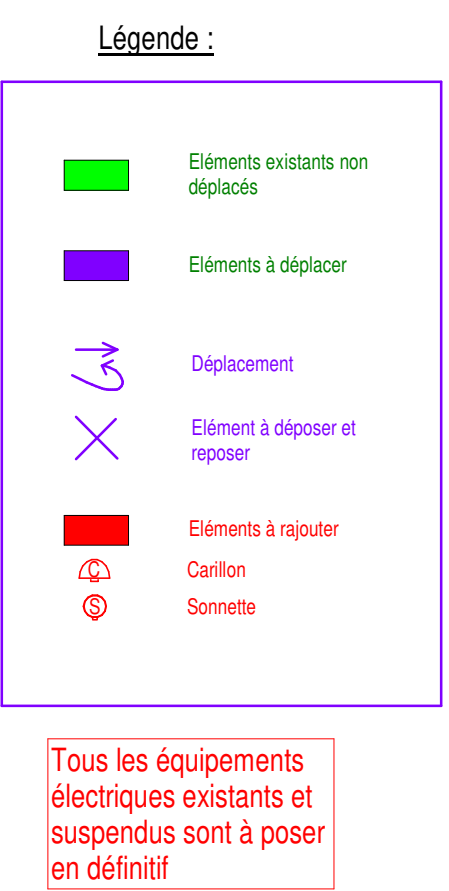 Légende :
Eléments existants non
déplacés
Eléments à déplacer
Déplacement
Elément à déposer et
reposer
Eléments à rajouter
C Carillon
S Sonnette
Tous les équipements
électriques existants et
suspendus sont à poser
en définitif